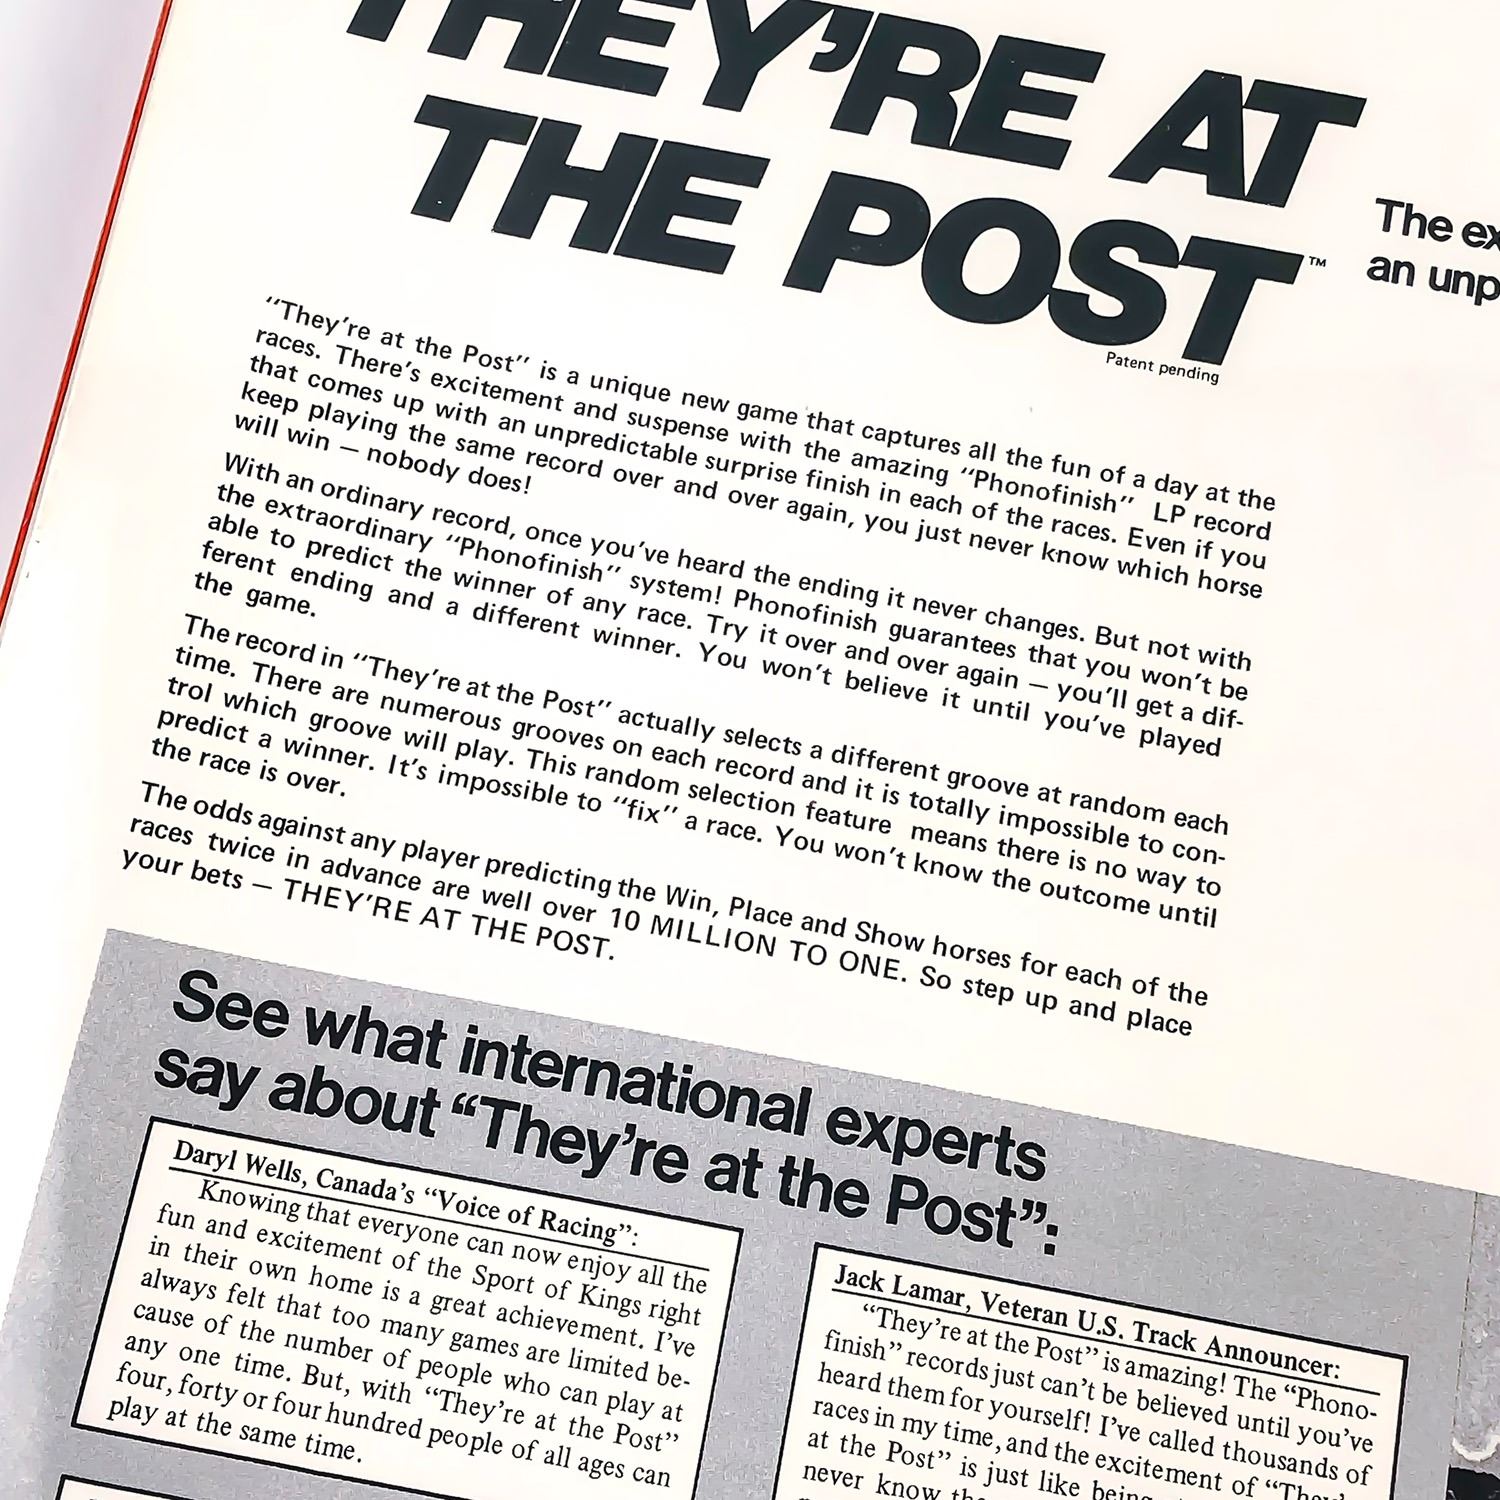 THEY'RE AT
THE POST™
Patent pending
The
an
"They're at the Post" is a unique new game that captures all the fun of a day at the
races. There's excitement and suspense with the amazing "Phonofinish" LP record
that comes up with an unpredictable surprise finish in each of the races. Even if you
keep playing the same record over and over again, you just never know which horse
will win — nobody does!
With an ordinary record, once you've heard the ending it never changes. But not with
the extraordinary "Phonofinish" system! Phonofinish guarantees that you won't be
able to predict the winner of any race. Try it over and over again — you'll get a dif-
ferent ending and a different winner. You won't believe it until you've played
the game.
The record in "They're at the Post" actually selects a different groove at random each
time. There are numerous grooves on each record and it is totally impossible to con-
trol which groove will play. This random selection feature means there is no way to
predict a winner. It's impossible to "fix" a race. You won't know the outcome until
the race is over.
The odds against any player predicting the Win, Place and Show horses for each of the
races twice in advance are well over 10 MILLION TO ONE. So step up and place
your bets — THEY'RE AT THE POST.
See what international experts
say about “They’re at the Post”:
Daryl Wells, Canada’s “Voice of Racing”:
Knowing that everyone can now enjoy all the
fun and excitement of the Sport of Kings right
in their own home is a great achievement. I’ve
always felt that too many games are limited be-
cause of the number of people who can play at
any one time. But, with “They’re at the Post”
four, forty or four hundred people of all ages can
play at the same time.
Jack Lamar, Veteran U.S. Track Announcer:
“They’re at the Post” is amazing! The “Phono-
finish” records just can’t be believed until you’ve
heard them for yourself! I’ve called thousands of
races in my time, and the excitement of “They’re
at the Post” is just like being
never know